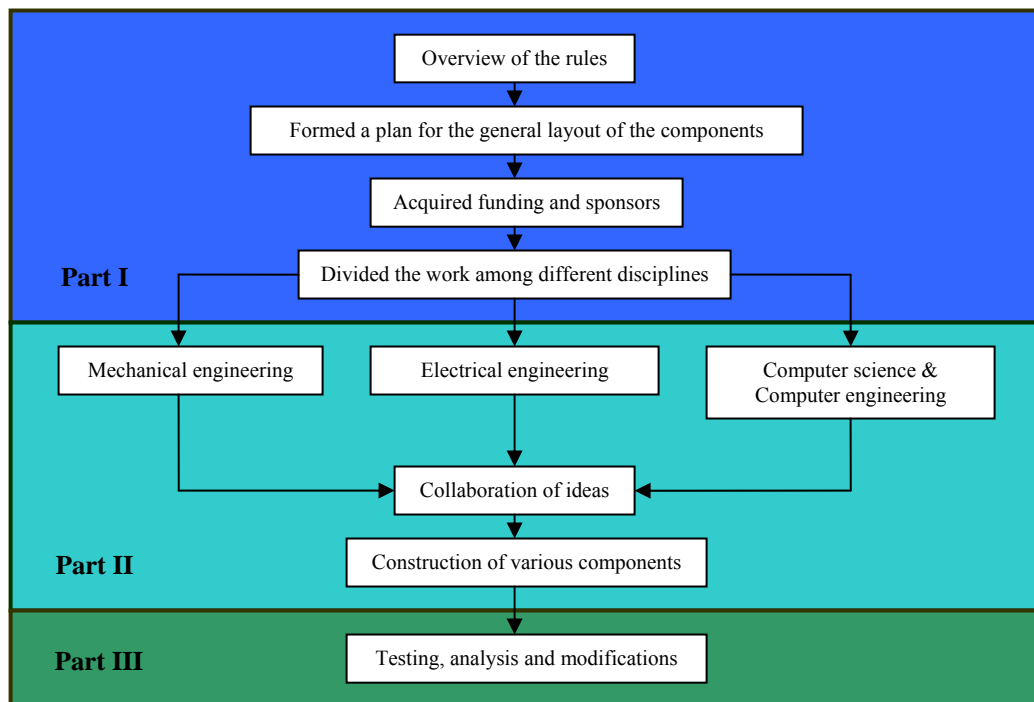 Overview of the rules
Formed a plan for the general layout of the components
Acquired funding and sponsors
Divided the work among different disciplines
Part I
Mechanical engineering
Electrical engineering
Computer science &
Computer engineering
Collaboration of ideas
Construction of various components
Part II
Testing, analysis and modifications
Part III